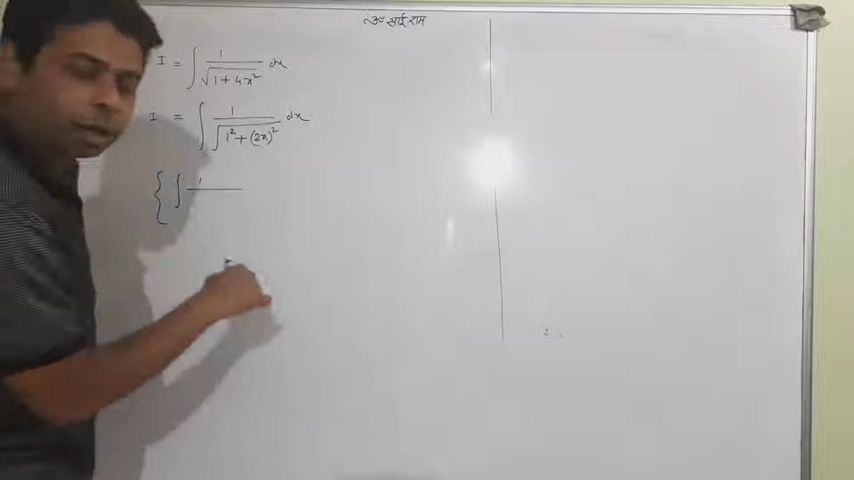 ॐ साईं राम
I = ∫ 1/√(1 + 4x²) dx
I = ∫ 1/√(1² + (2x)²) dx
{ ∫ 1/
I =